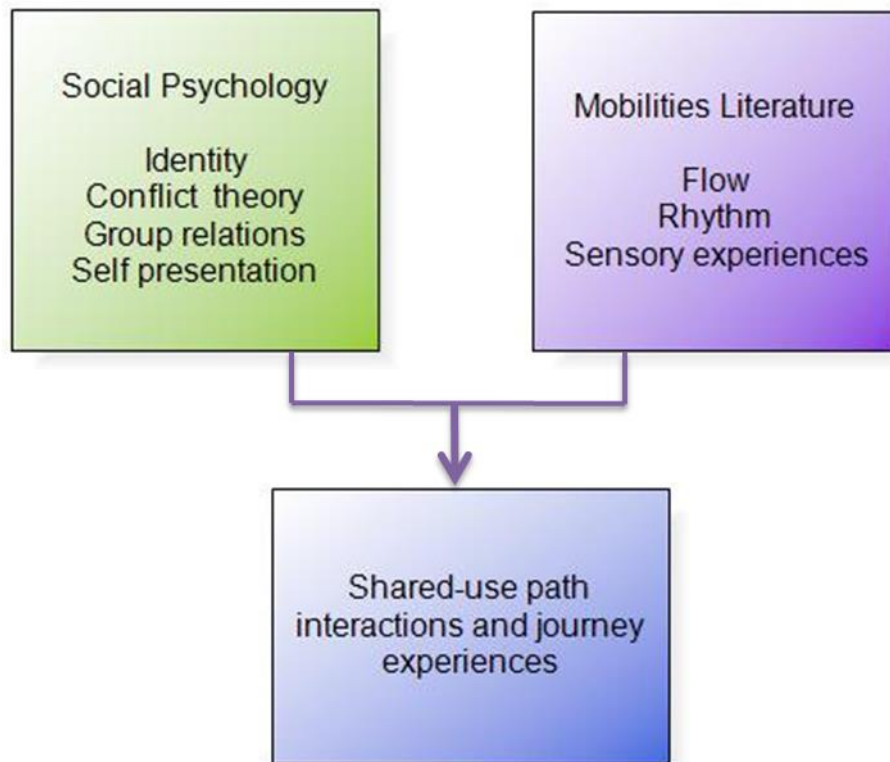 Social Psychology
Identity
Conflict theory
Group relations
Self presentation
Mobilities Literature
Flow
Rhythm
Sensory experiences
Shared-use path
interactions and journey
experiences